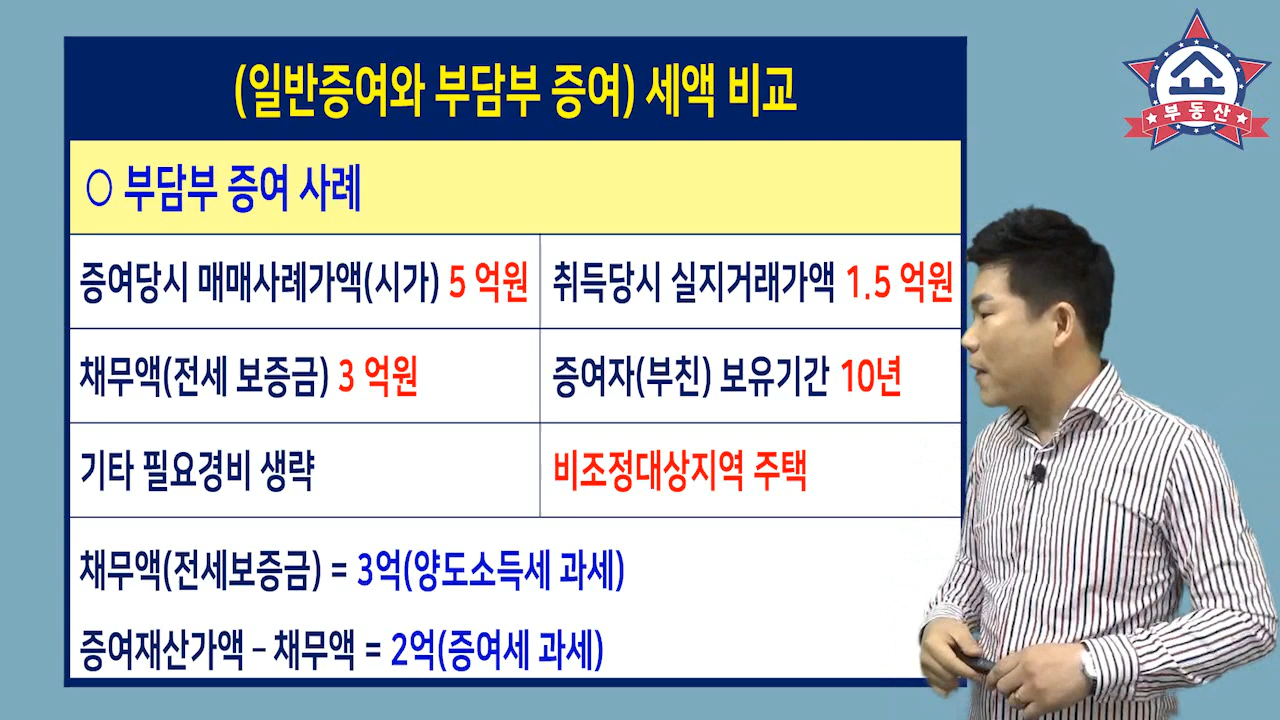 (일반증여와 부담부 증여) 세액 비교
부동산
○ 부담부 증여 사례
증여당시 매매사례가액(시가) 5 억원
취득당시 실지거래가액 1.5 억원
채무액(전세 보증금) 3 억원
증여자(부친) 보유기간 10년
기타 필요경비 생략
비조정대상지역 주택
채무액(전세보증금) = 3억(양도소득세 과세)
증여재산가액 – 채무액 = 2억(증여세 과세)